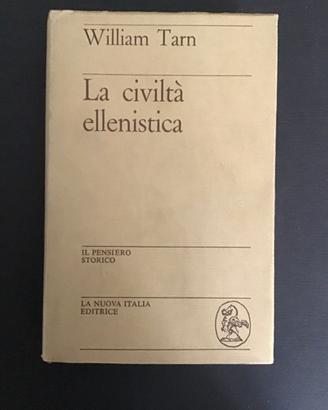 William Tarn
La civiltà
ellenistica
IL PENSIERO
STORICO
LA NUOVA ITALIA
EDITRICE